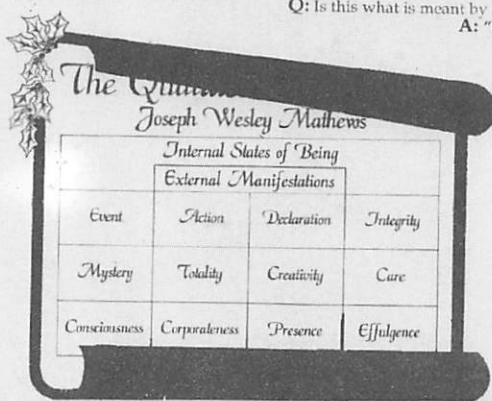 Q: Is this what is meant by
A: "
The
Joseph Wesley Mathews
Internal States of Being
External Manifestations
Event Action Declaration Integrity
Mystery Totality Creativity Care
Consciousness Corporateness Presence Effulgence